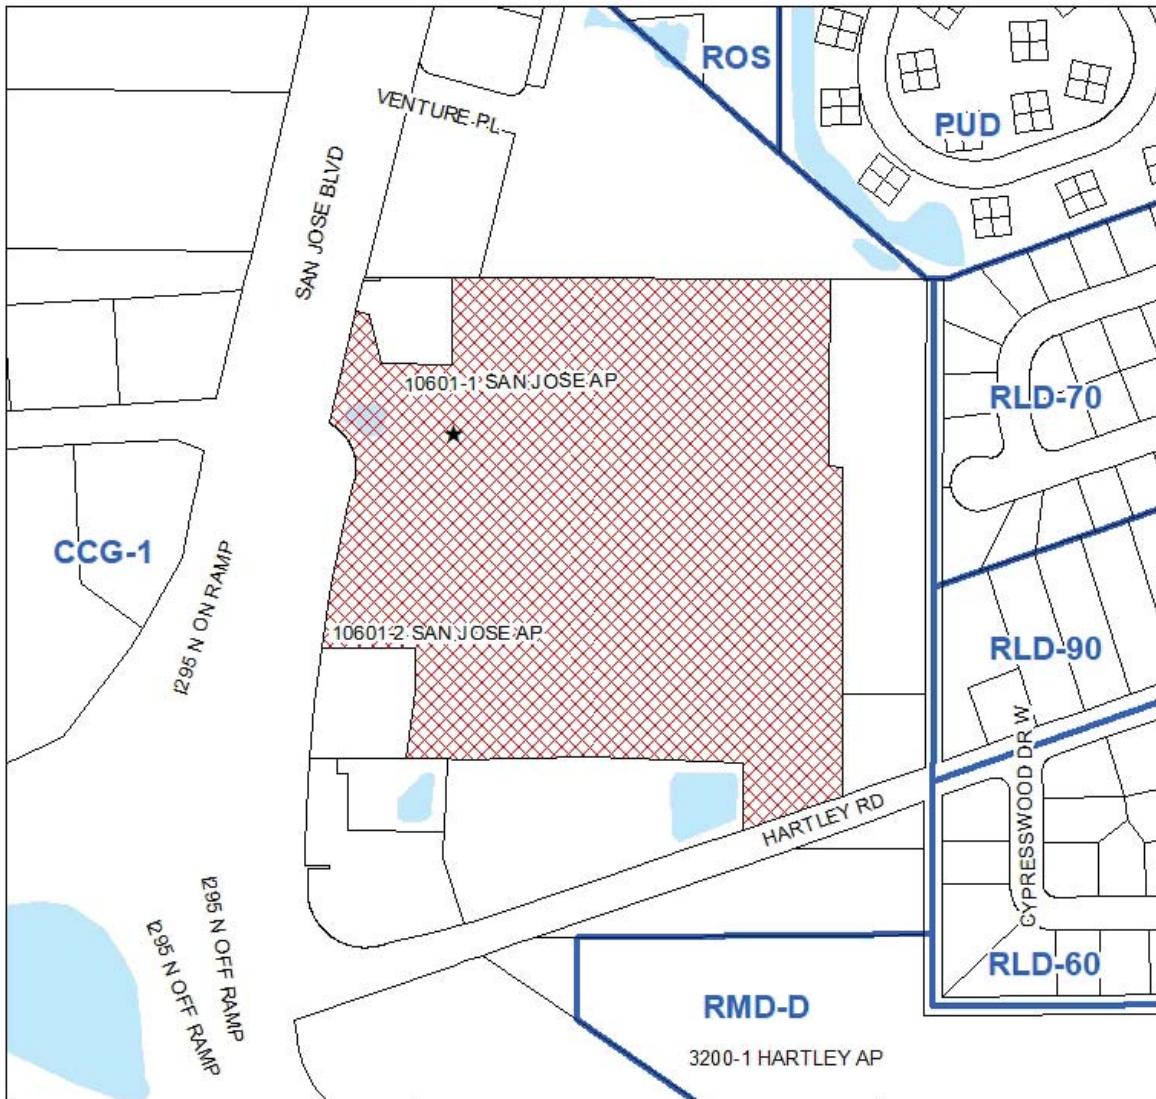 ROS
VENTURE PL
PUD
SAN JOSE BLVD
10601-1 SAN JOSE AP
RLD-70
CCG-1
I295 N ON RAMP
10601-2 SAN JOSE AP
RLD-90
CYPRESSWOOD DR W
HARTLEY RD
I295 N OFF RAMP
I295 N OFF RAMP
RLD-60
RMD-D
3200-1 HARTLEY AP